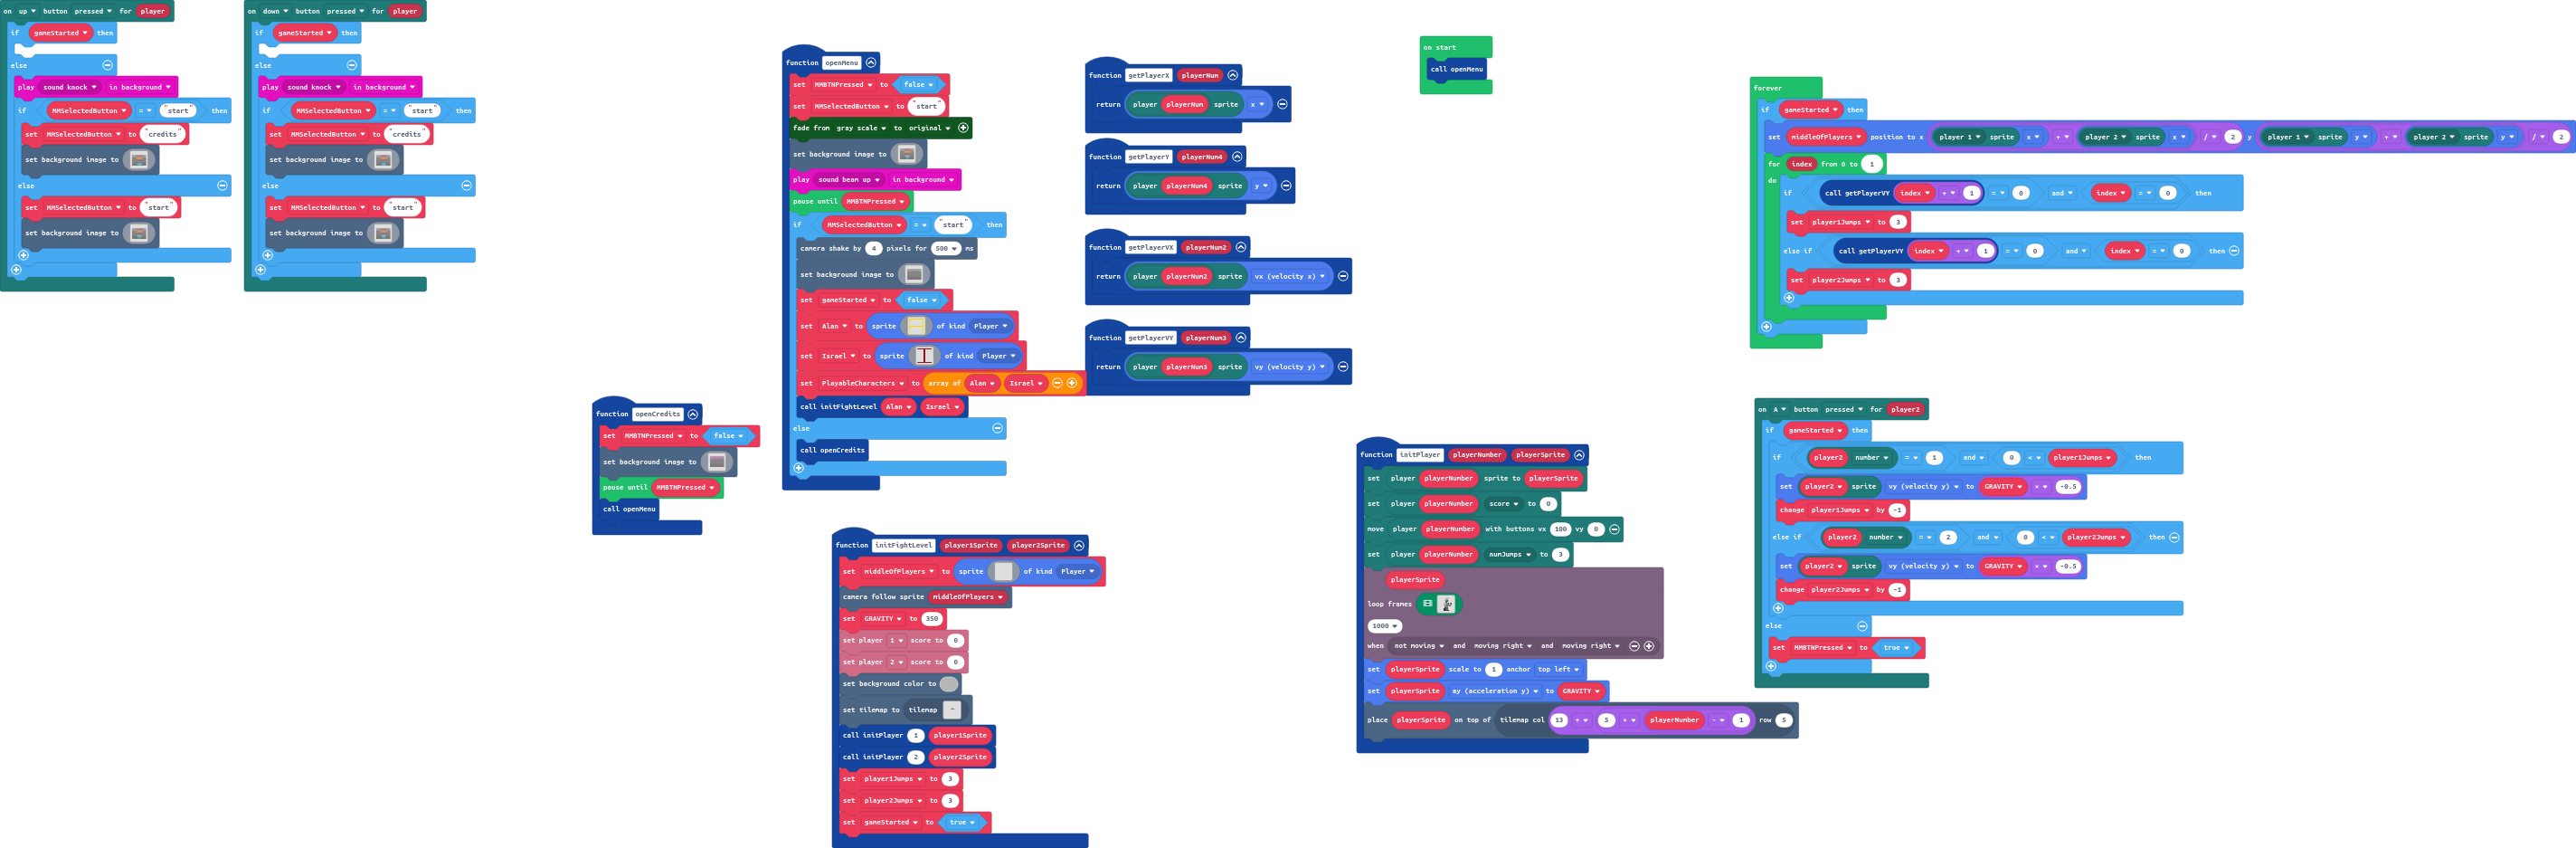 on up button pressed for player
if gameStarted then
else
play sound knock in background
if MMSelectedButton = "start" then
set MMSelectedButton to "credits"
set background image to
else
set MMSelectedButton to "start"
set background image to
on down button pressed for player
if gameStarted then
else
play sound knock in background
if MMSelectedButton = "start" then
set MMSelectedButton to "credits"
set background image to
else
set MMSelectedButton to "start"
set background image to
function openCredits
set MMBTNPressed to false
set background image to
pause until MMBTNPressed
call openMenu
function openMenu
set MMBTNPressed to false
set MMSelectedButton to "start"
fade from gray scale to original
set background image to
play sound beam up in background
pause until MMBTNPressed
if MMSelectedButton = "start" then
camera shake by 4 pixels for 500 ms
set background image to
set gameStarted to false
set Alan to sprite of kind Player
set Israel to sprite of kind Player
set PlayableCharacters to array of Alan Israel
call initFightLevel Alan Israel
else
call openCredits
function initFightLevel player1Sprite player2Sprite
set middleOfPlayers to sprite of kind Player
camera follow sprite middleOfPlayers
set GRAVITY to 350
set player 1 score to 0
set player 2 score to 0
set background color to
set tilemap to tilemap
call initPlayer 1 player1Sprite
call initPlayer 2 player2Sprite
set player1Jumps to 3
set player2Jumps to 3
set gameStarted to true
function getPlayerX playerNum
return player playerNum sprite x
function getPlayerY playerNum4
return player playerNum4 sprite y
function getPlayerVX playerNum2
return player playerNum2 sprite vx (velocity x)
function getPlayerVY playerNum3
return player playerNum3 sprite vy (velocity y)
on start
call openMenu
function initPlayer playerNumber playerSprite
set player playerNumber sprite to playerSprite
set player playerNumber score to 0
move player playerNumber with buttons vx 100 vy 0
set player playerNumber numJumps to 3
playerSprite
loop frames
1000
when not moving and moving right and moving right
set playerSprite scale to 1 anchor top left
set playerSprite ay (acceleration y) to GRAVITY
place playerSprite on top of tilemap col 13 + 5 × playerNumber - 1 row 5
forever
if gameStarted then
set middleOfPlayers position to x player 1 sprite x + player 2 sprite x / 2 y player 1 sprite y + player 2 sprite y / 2
for index from 0 to 1
do
if call getPlayerVY index + 1 = 0 and index = 0 then
set player1Jumps to 3
else if call getPlayerVY index + 1 = 0 and index = 0 then
set player2Jumps to 3
on A button pressed for player2
if gameStarted then
if player2 number = 1 and 0 < player1Jumps then
set player2 sprite vy (velocity y) to GRAVITY × -0.5
change player1Jumps by -1
else if player2 number = 2 and 0 < player2Jumps then
set player2 sprite vy (velocity y) to GRAVITY × -0.5
change player2Jumps by -1
else
set MMBTNPressed to true